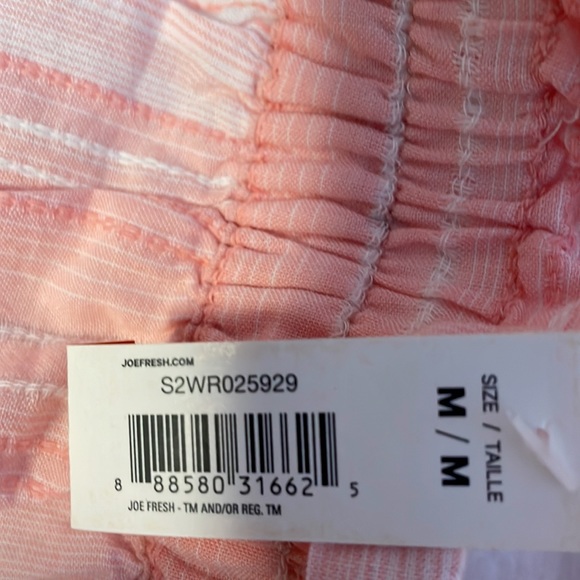 JOEFRESH.COM
S2WR025929
8 88580 31662 5
JOE FRESH - TM AND/OR REG. TM
SIZE / TAILLE
M / M